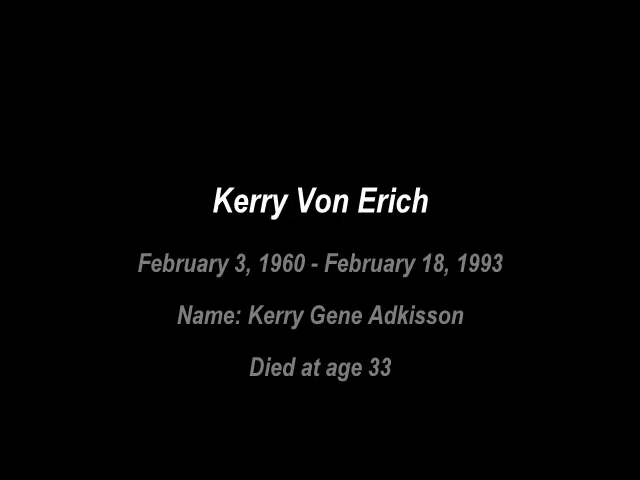 Kerry Von Erich
February 3, 1960 - February 18, 1993
Name: Kerry Gene Adkisson
Died at age 33